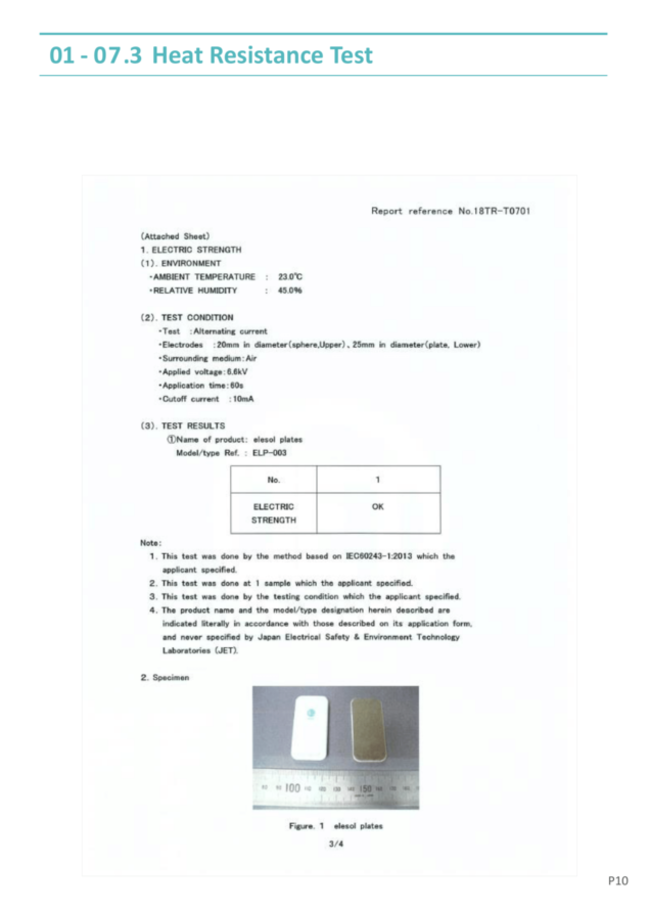 01 - 07.3 Heat Resistance Test
Report reference No.18TR-T0701
(Attached Sheet)
1. ELECTRIC STRENGTH
(1). ENVIRONMENT
・AMBIENT TEMPERATURE : 23.0℃
・RELATIVE HUMIDITY : 45.0%
(2). TEST CONDITION
・Test :Alternating current
・Electrodes :20mm in diameter(sphere,Upper)、25mm in diameter(plate, Lower)
・Surrounding medium:Air
・Applied voltage:6.6kV
・Application time:60s
・Cutoff current :10mA
(3). TEST RESULTS
①Name of product: elesol plates
Model/type Ref. : ELP-003
No. 1
ELECTRIC STRENGTH OK
Note:
1. This test was done by the method based on IEC60243-1:2013 which the
applicant specified.
2. This test was done at 1 sample which the applicant specified.
3. This test was done by the testing condition which the applicant specified.
4. The product name and the model/type designation herein described are
indicated literally in accordance with those described on its application form,
and never specified by Japan Electrical Safety & Environment Technology
Laboratories (JET).
2. Specimen
100 150
Figure. 1 elesol plates
3/4
P10